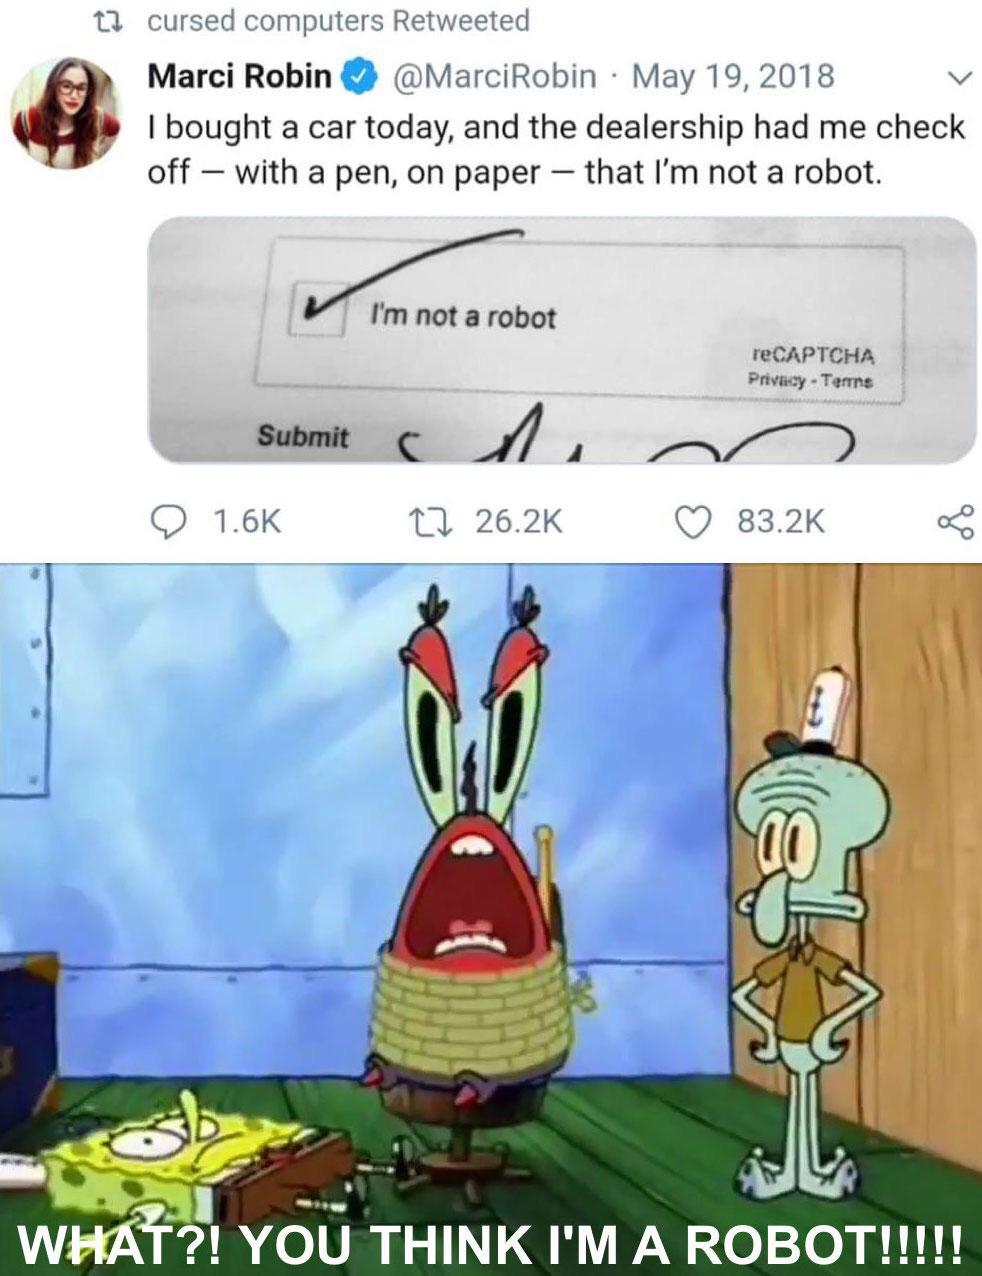 cursed computers Retweeted
Marci Robin @MarciRobin · May 19, 2018
I bought a car today, and the dealership had me check
off — with a pen, on paper — that I'm not a robot.
I'm not a robot
reCAPTCHA
Privacy - Terms
Submit
1.6K 26.2K 83.2K
WHAT?! YOU THINK I'M A ROBOT!!!!!